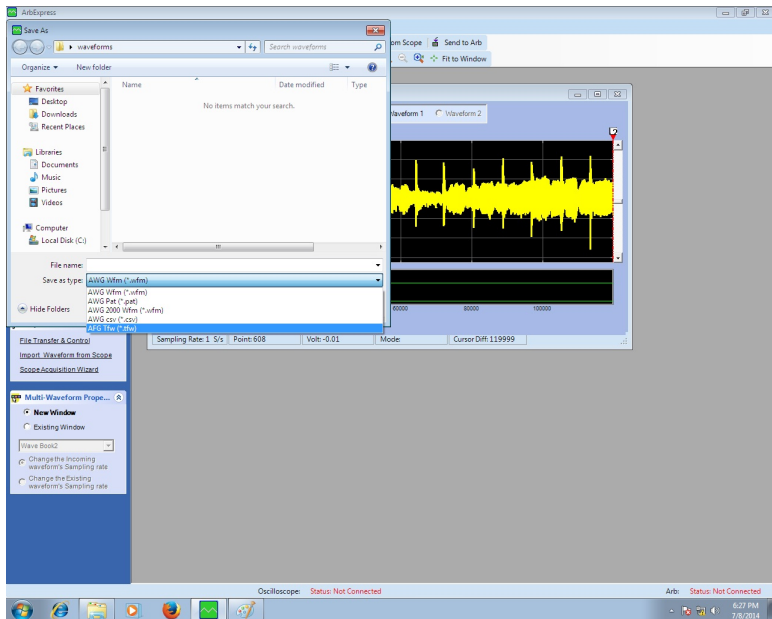 ArbExpress
Save As
waveforms
Search waveforms
Organize
New folder
Name
Date modified
Type
No items match your search.
Favorites
Desktop
Downloads
Recent Places
Libraries
Documents
Music
Pictures
Videos
Computer
Local Disk (C:)
File name:
Save as type: AWG Wfm (*.wfm)
AWG Wfm (*.wfm)
AWG Pat (*.pat)
AWG 2000 Wfm (*.wfm)
AWG csv (*.csv)
AFG Tfw (*.tfw)
Hide Folders
om Scope
Send to Arb
Fit to Window
Waveform 1
Waveform 2
60000 80000 100000
Sampling Rate: 1 S/s
Point: 608
Volt: -0.01
Mode:
Cursor Diff: 119999
File Transfer & Control
Import Waveform from Scope
Scope Acquisition Wizard
Multi-Waveform Prope...
New Window
Existing Window
Wave Book2
Change the Incoming
waveform's Sampling rate
Change the Existing
waveform's Sampling rate
Oscilloscope: Status: Not Connected
Arb: Status: Not Connected
6:27 PM
7/8/2014